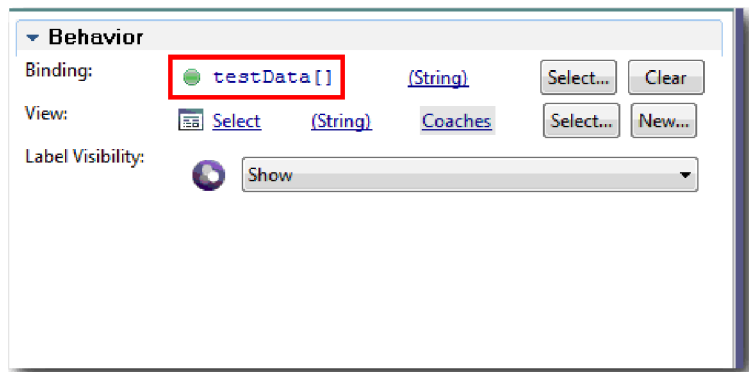 Behavior
Binding: testData[] (String) Select... Clear
View: Select (String) Coaches Select... New...
Label Visibility: Show